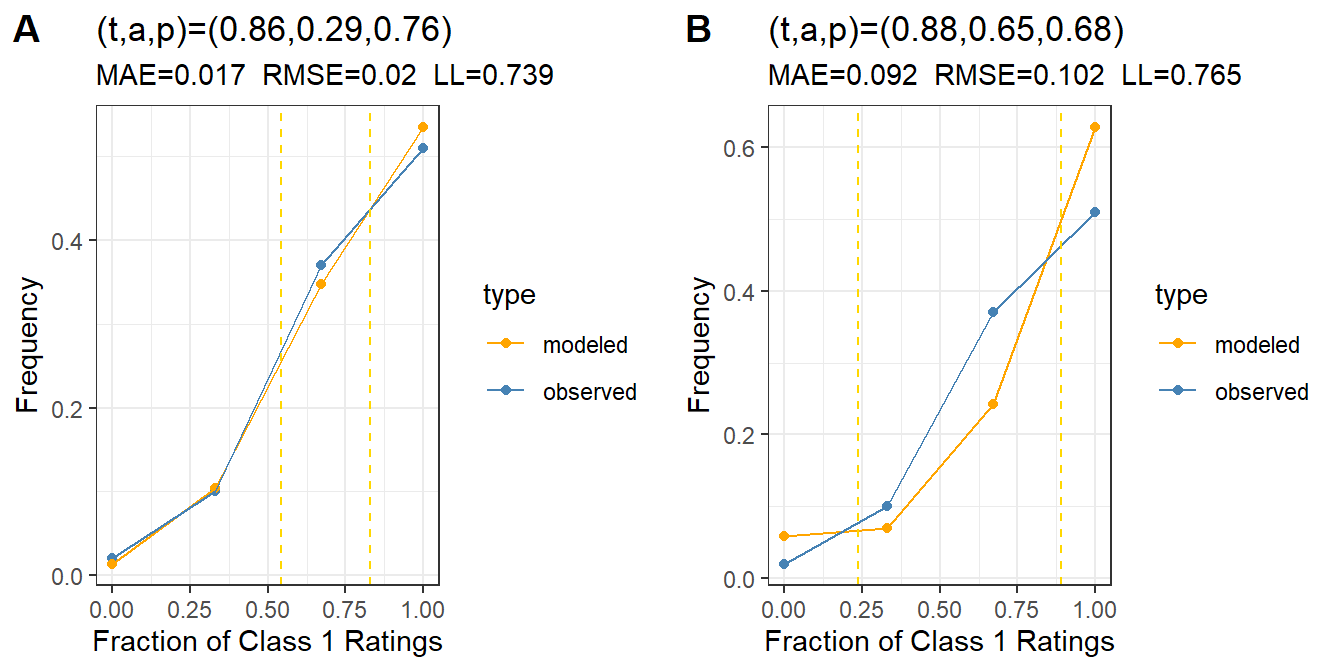 A
(t,a,p)=(0.86,0.29,0.76)
MAE=0.017 RMSE=0.02 LL=0.739
Frequency
0.4
0.2
0.0
0.00 0.25 0.50 0.75 1.00
Fraction of Class 1 Ratings
type
modeled
observed
B
(t,a,p)=(0.88,0.65,0.68)
MAE=0.092 RMSE=0.102 LL=0.765
Frequency
0.6
0.4
0.2
0.0
0.00 0.25 0.50 0.75 1.00
Fraction of Class 1 Ratings
type
modeled
observed